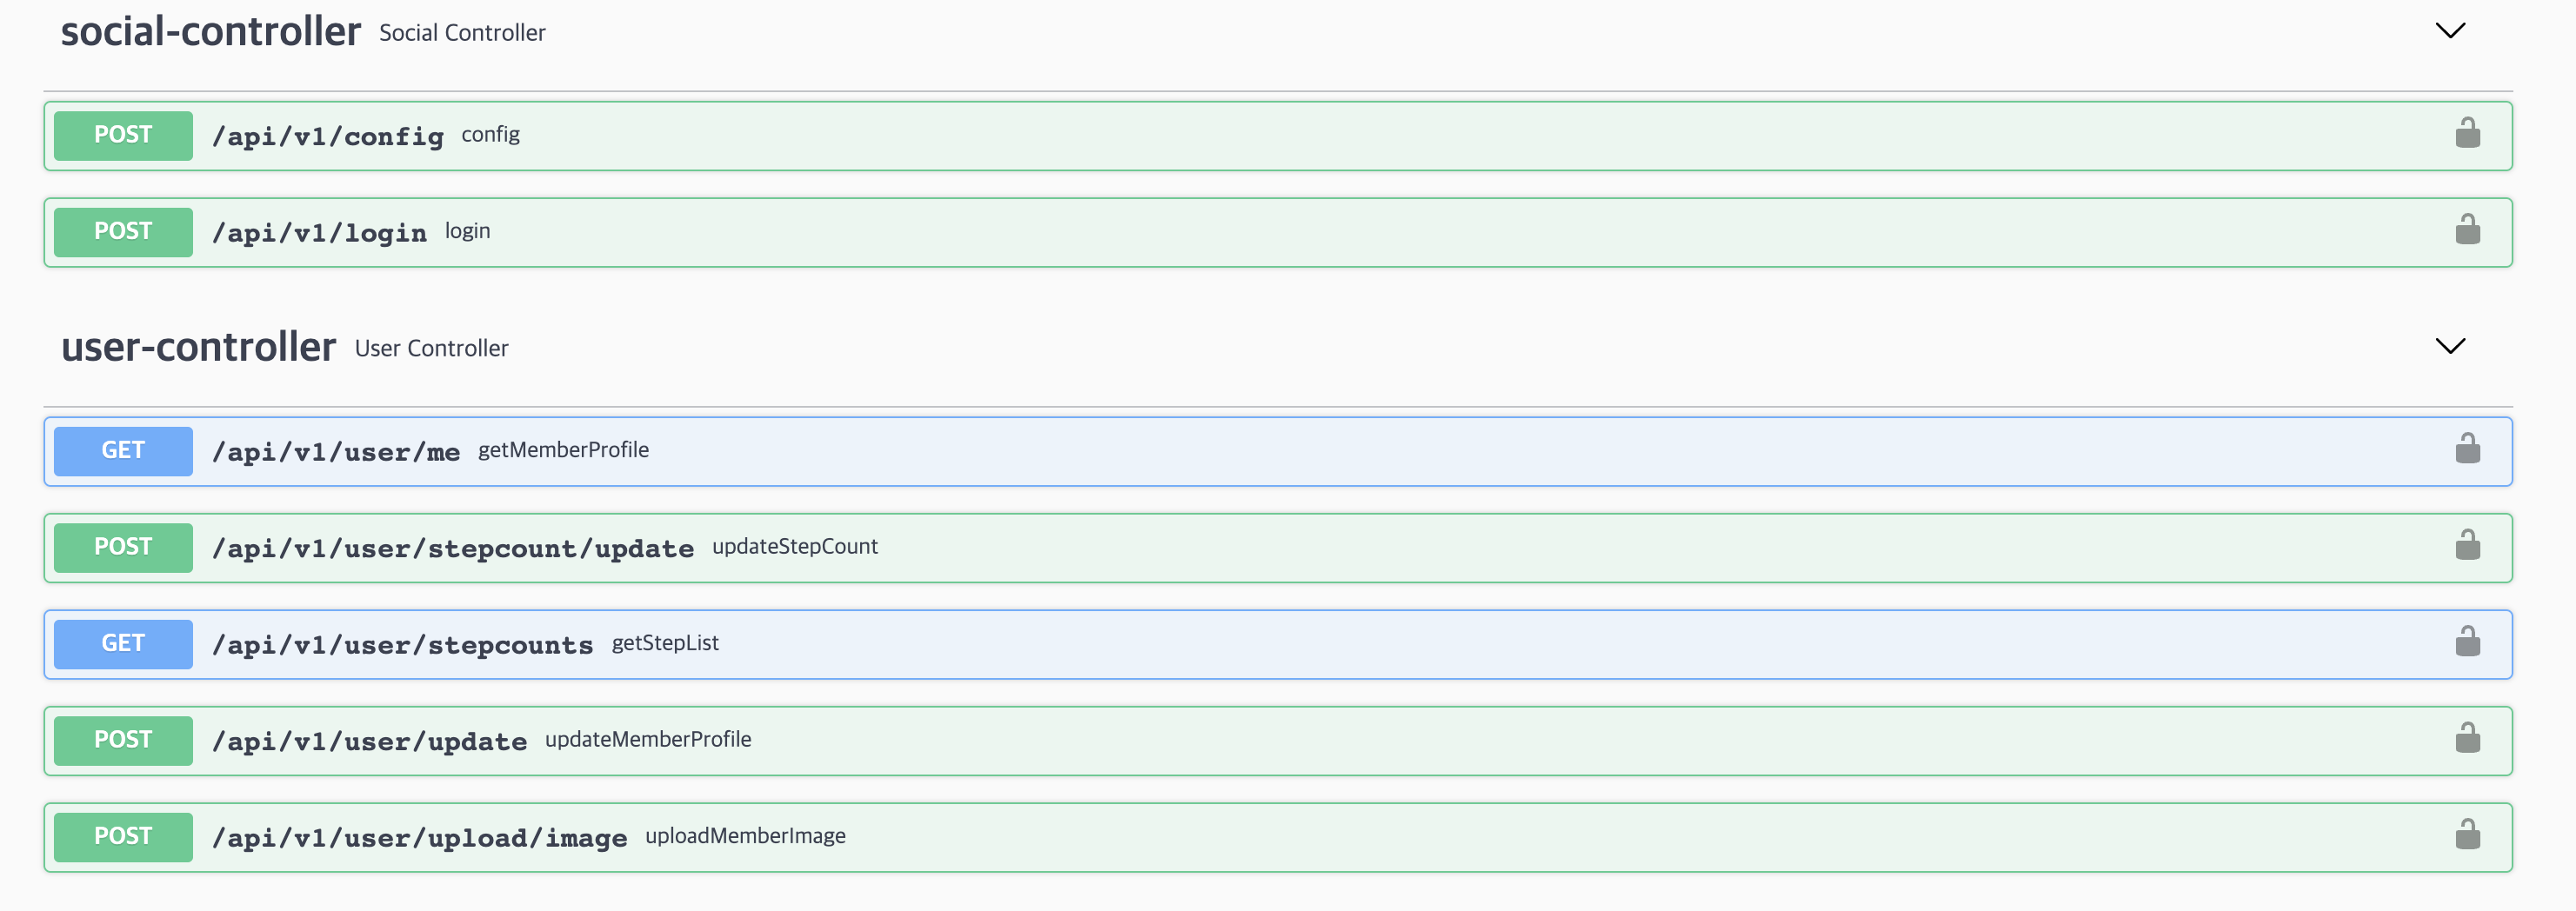 social-controller Social Controller
POST /api/v1/config config
POST /api/v1/login login
user-controller User Controller
GET /api/v1/user/me getMemberProfile
POST /api/v1/user/stepcount/update updateStepCount
GET /api/v1/user/stepcounts getStepList
POST /api/v1/user/update updateMemberProfile
POST /api/v1/user/upload/image uploadMemberImage